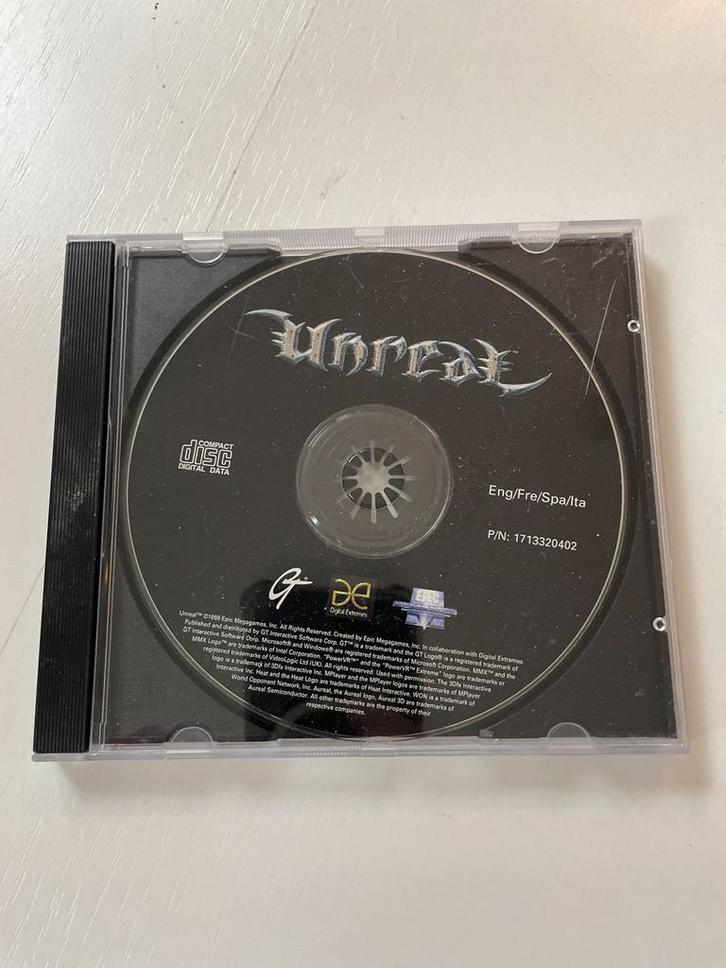 Unreal
COMPACT
disc
DIGITAL DATA
Eng/Fre/Spa/Ita
P/N: 1713320402
GT
de
Digital Extremes
EPIC
Unreal™ ©1998 Epic Megagames, Inc. All Rights Reserved. Created by Epic Megagames, Inc. in collaboration with Digital Extremes.
Published and distributed by GT Interactive Software Corp. GT™ is a trademark and the GT Logo® is a registered trademark of
GT Interactive Software Corp. Microsoft® and Windows® are registered trademarks of Microsoft Corporation. MMX™ and the
MMX Logo™ are trademarks of Intel Corporation. "PowerVR™" and the "PowerVR™ Extreme" logo are trademarks or
registered trademarks of VideoLogic Ltd (UK). All rights reserved. Used with permission. The 3Dfx Interactive
logo is a trademark of 3Dfx Interactive Inc. MPlayer and the MPlayer logos are trademarks of MPlayer
Interactive Inc. Heat and the Heat Logo are trademarks of Heat Interactive. WON is a trademark of
World Opponent Network, Inc. Aureal, the Aureal logo, Aureal 3D are trademarks of
Aureal Semiconductor. All other trademarks are the property of their
respective companies.